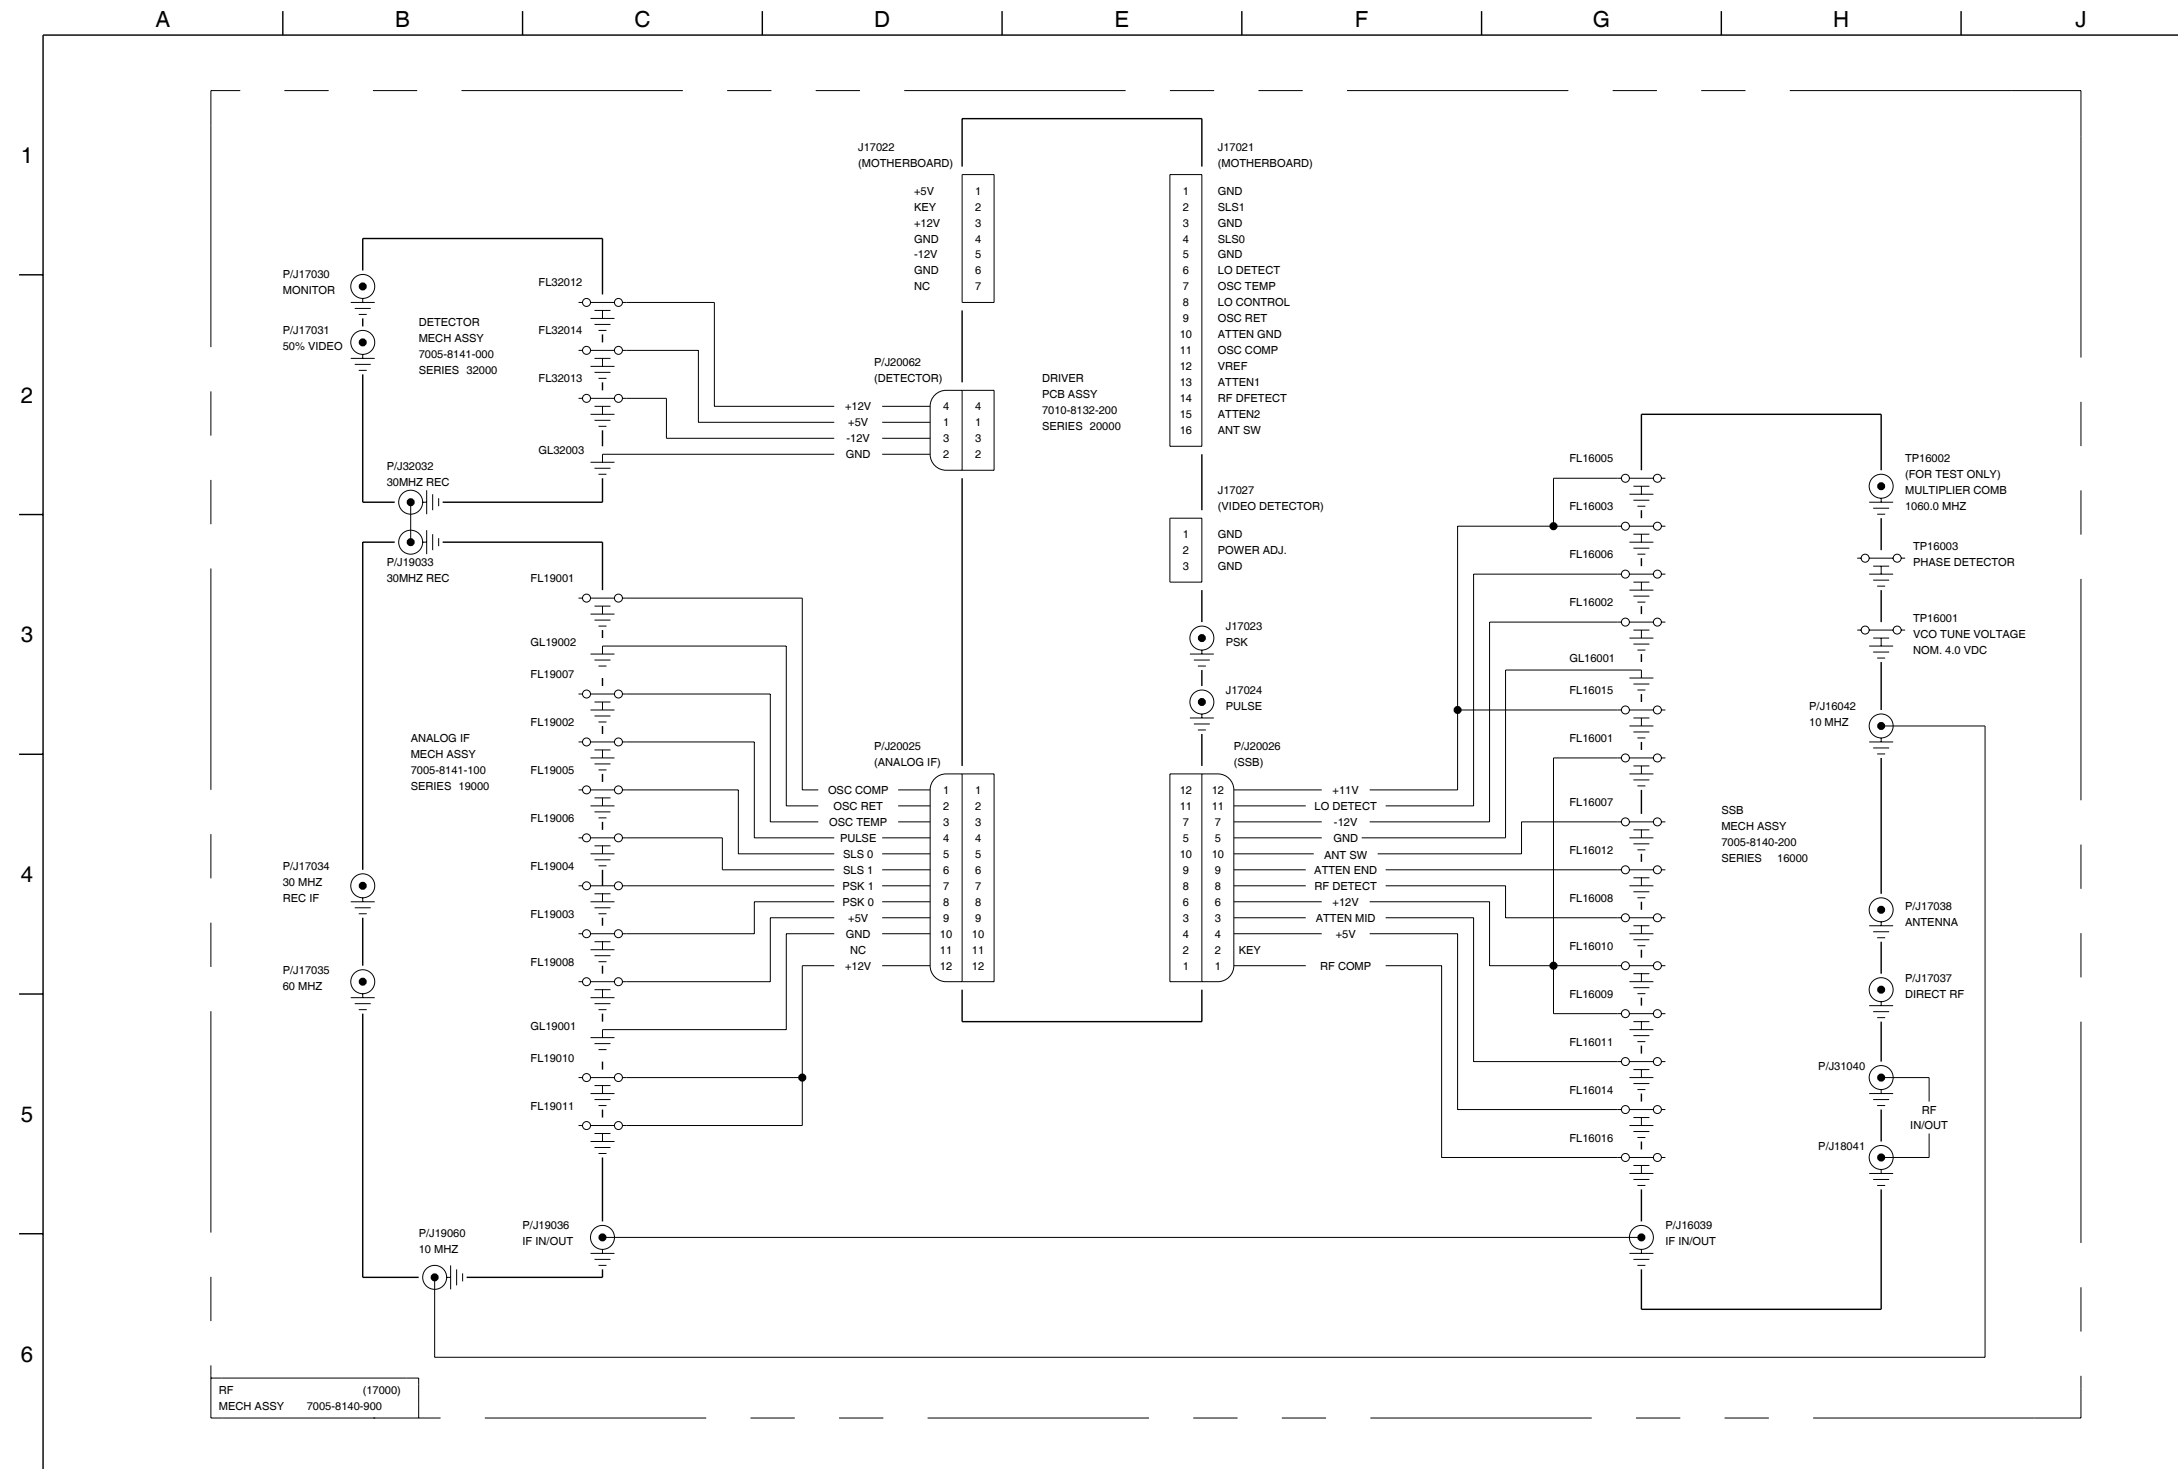 A B C D E F G H J
1
2
3
4
5
6
J17022
(MOTHERBOARD)
+5V 1
KEY 2
+12V 3
GND 4
-12V 5
GND 6
NC 7
J17021
(MOTHERBOARD)
1 GND
2 SLS1
3 GND
4 SLS0
5 GND
6 LO DETECT
7 OSC TEMP
8 LO CONTROL
9 OSC RET
10 ATTEN GND
11 OSC COMP
12 VREF
13 ATTEN1
14 RF DFETECT
15 ATTEN2
16 ANT SW
P/J17030
MONITOR
P/J17031
50% VIDEO
DETECTOR
MECH ASSY
7005-8141-000
SERIES 32000
FL32012
FL32014
FL32013
GL32003
P/J32032
30MHZ REC
P/J20062
(DETECTOR)
+12V 4 4
+5V 1 1
-12V 3 3
GND 2 2
DRIVER
PCB ASSY
7010-8132-200
SERIES 20000
J17027
(VIDEO DETECTOR)
1 GND
2 POWER ADJ.
3 GND
J17023
PSK
J17024
PULSE
P/J19033
30MHZ REC
ANALOG IF
MECH ASSY
7005-8141-100
SERIES 19000
P/J17034
30 MHZ
REC IF
P/J17035
60 MHZ
FL19001
GL19002
FL19007
FL19002
FL19005
FL19006
FL19004
FL19003
FL19008
GL19001
FL19010
FL19011
P/J19036
IF IN/OUT
P/J19060
10 MHZ
P/J20025
(ANALOG IF)
OSC COMP 1 1
OSC RET 2 2
OSC TEMP 3 3
PULSE 4 4
SLS 0 5 5
SLS 1 6 6
PSK 1 7 7
PSK 0 8 8
+5V 9 9
GND 10 10
NC 11 11
+12V 12 12
P/J20026
(SSB)
12 12 +11V
11 11 LO DETECT
7 7 -12V
5 5 GND
10 10 ANT SW
9 9 ATTEN END
8 8 RF DETECT
6 6 +12V
3 3 ATTEN MID
4 4 +5V
2 2 KEY
1 1 RF COMP
FL16005
FL16003
FL16006
FL16002
GL16001
FL16015
FL16001
FL16007
FL16012
FL16008
FL16010
FL16009
FL16011
FL16014
FL16016
P/J16039
IF IN/OUT
SSB
MECH ASSY
7005-8140-200
SERIES 16000
TP16002
(FOR TEST ONLY)
MULTIPLIER COMB
1060.0 MHZ
TP16003
PHASE DETECTOR
TP16001
VCO TUNE VOLTAGE
NOM. 4.0 VDC
P/J16042
10 MHZ
P/J17038
ANTENNA
P/J17037
DIRECT RF
P/J31040
RF
IN/OUT
P/J18041
RF (17000)
MECH ASSY 7005-8140-900